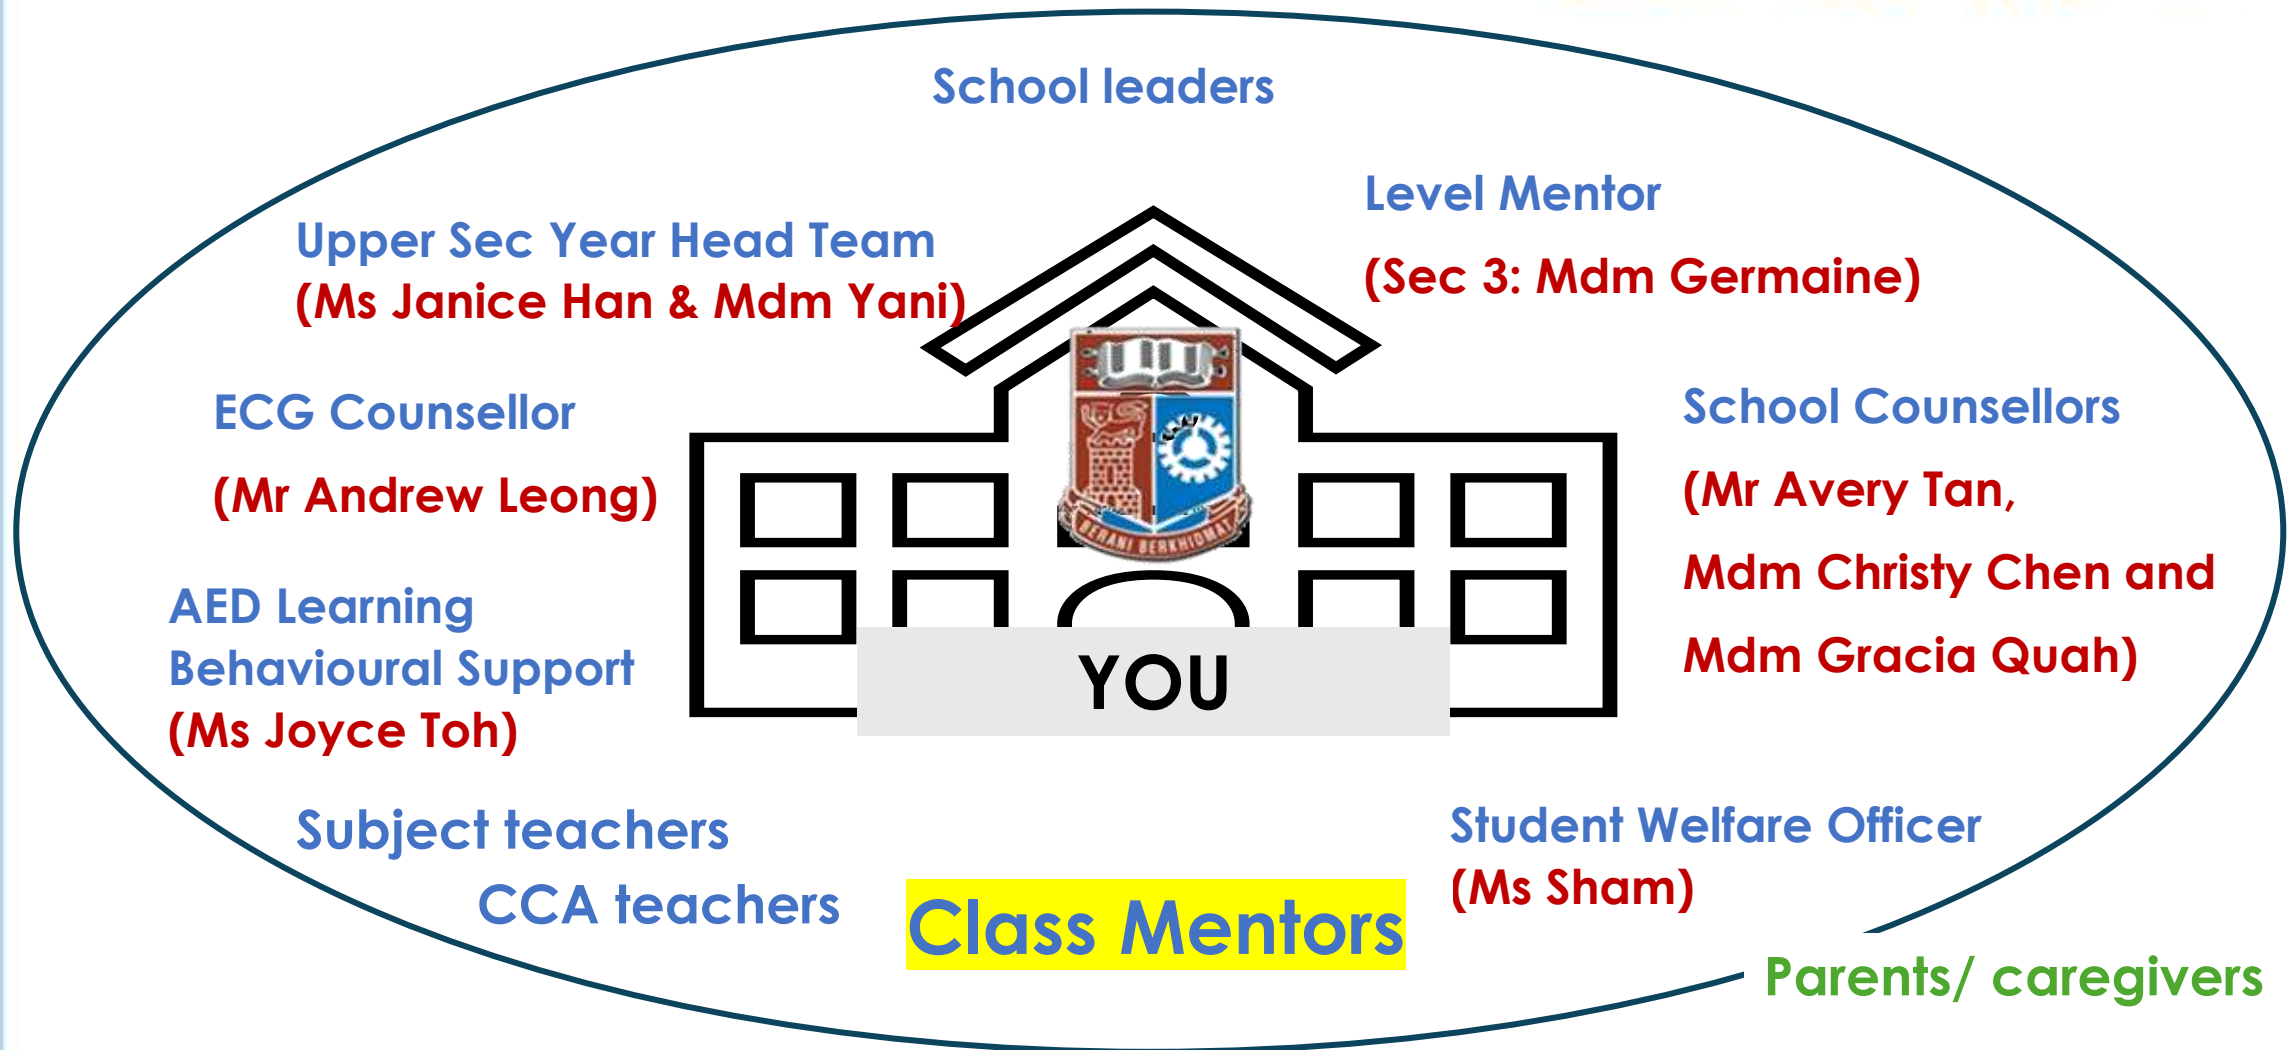 School leaders
Upper Sec Year Head Team
(Ms Janice Han & Mdm Yani)
Level Mentor
(Sec 3: Mdm Germaine)
ECG Counsellor
(Mr Andrew Leong)
School Counsellors
(Mr Avery Tan,
Mdm Christy Chen and
Mdm Gracia Quah)
AED Learning
Behavioural Support
(Ms Joyce Toh)
BERANI BERKHIDMAT
YOU
Subject teachers
CCA teachers
Class Mentors
Student Welfare Officer
(Ms Sham)
Parents/ caregivers